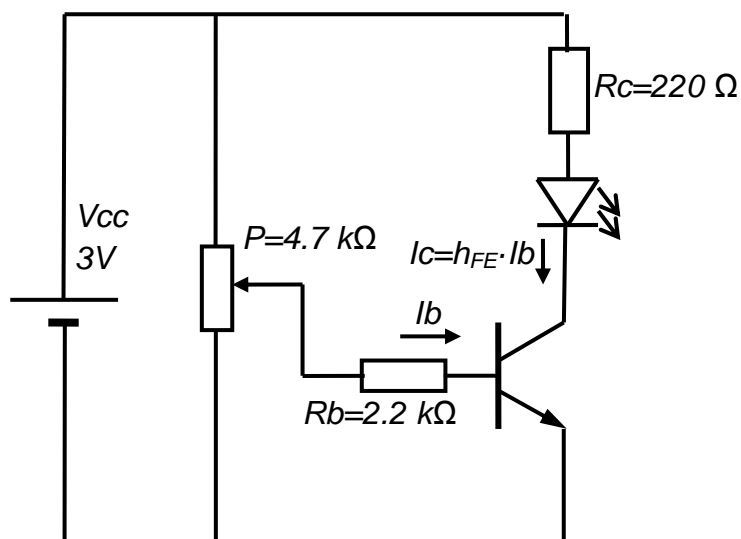 Rc=220 Ω
Vcc
3V
P=4.7 kΩ
Ic=hFE·Ib
Ib
Rb=2.2 kΩ